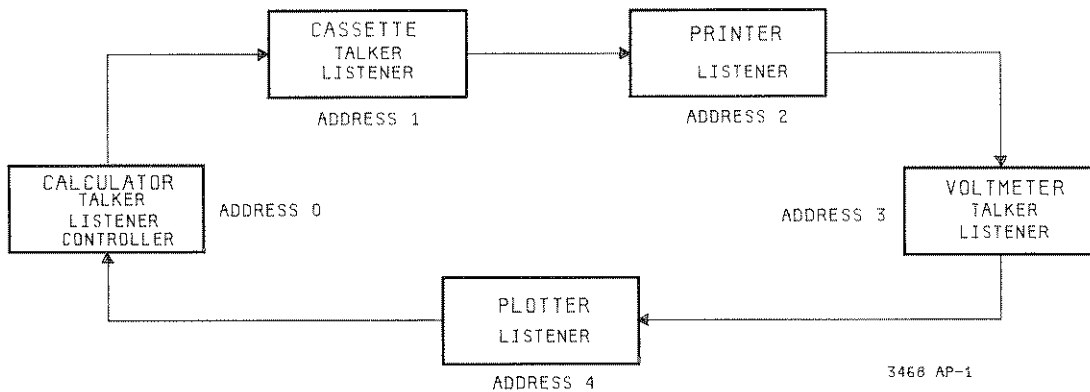 CASSETTE
TALKER
LISTENER
ADDRESS 1
PRINTER
LISTENER
ADDRESS 2
CALCULATOR
TALKER
LISTENER
CONTROLLER
ADDRESS 0
VOLTMETER
TALKER
LISTENER
ADDRESS 3
PLOTTER
LISTENER
ADDRESS 4
3468 AP-1